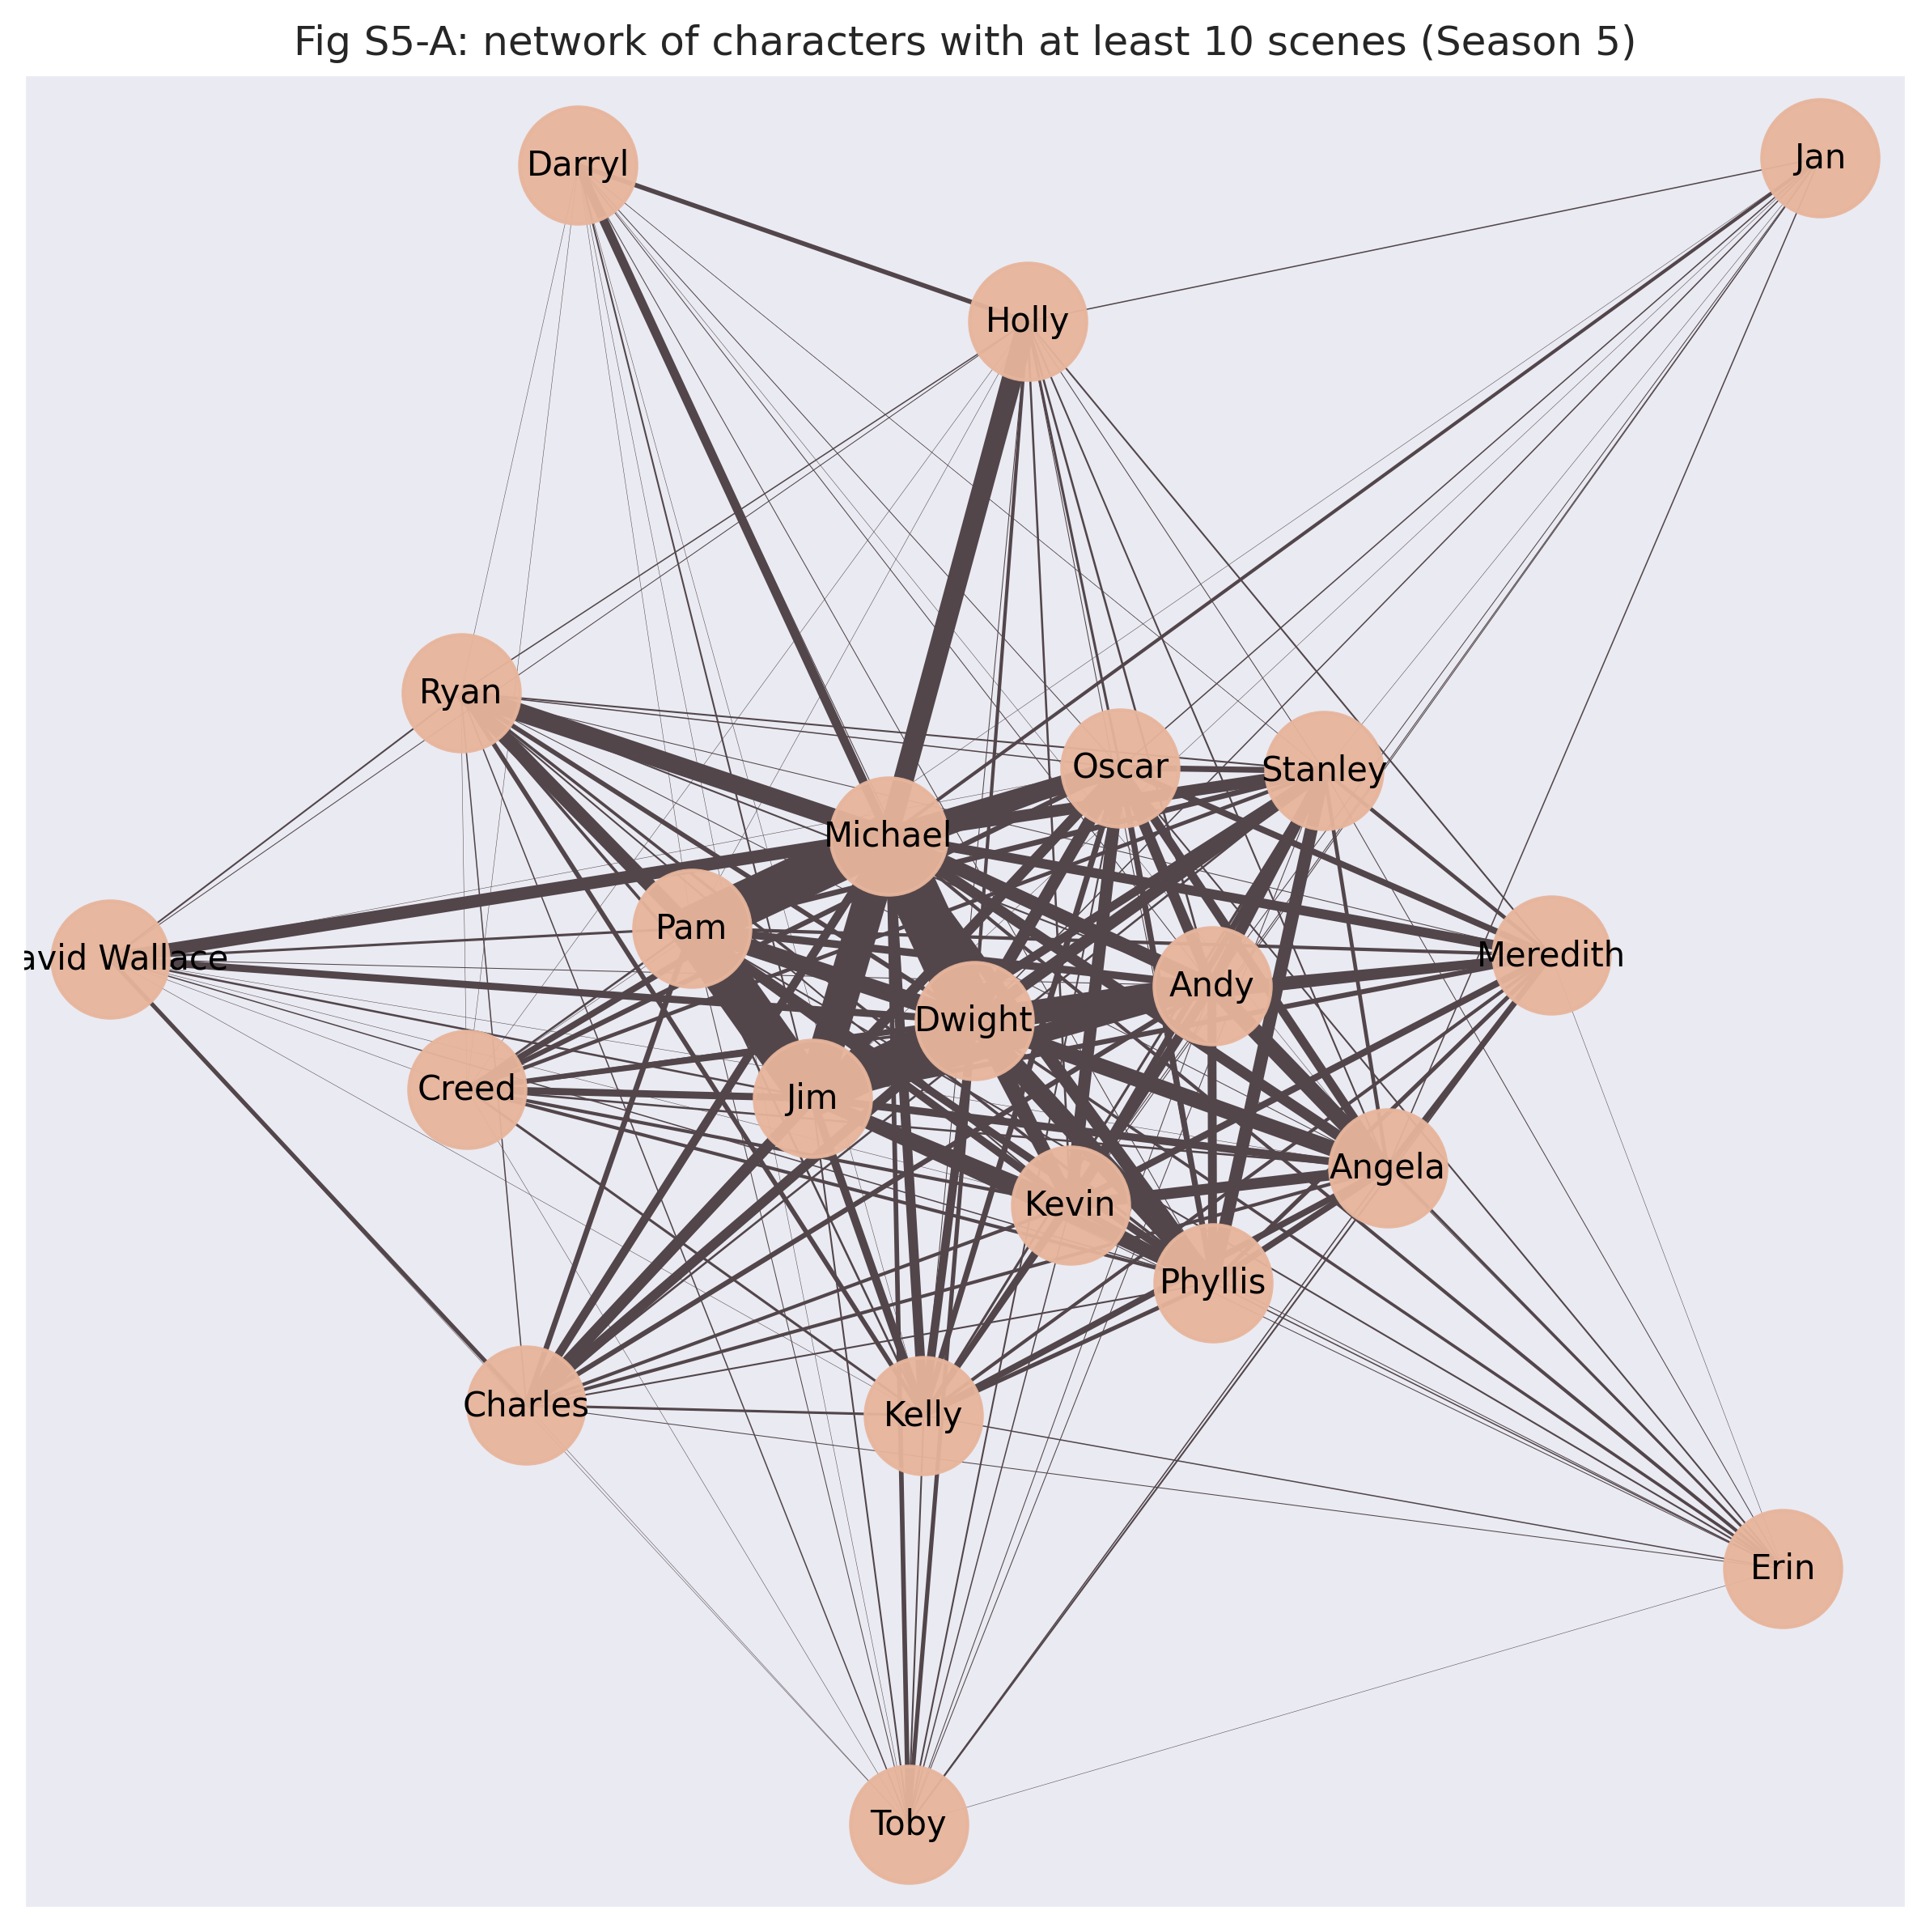 Fig S5-A: network of characters with at least 10 scenes (Season 5)
Darryl
Jan
Holly
Ryan
Oscar
Stanley
Michael
Pam
avid Wallace
Meredith
Andy
Dwight
Creed
Jim
Angela
Kevin
Phyllis
Charles
Kelly
Erin
Toby